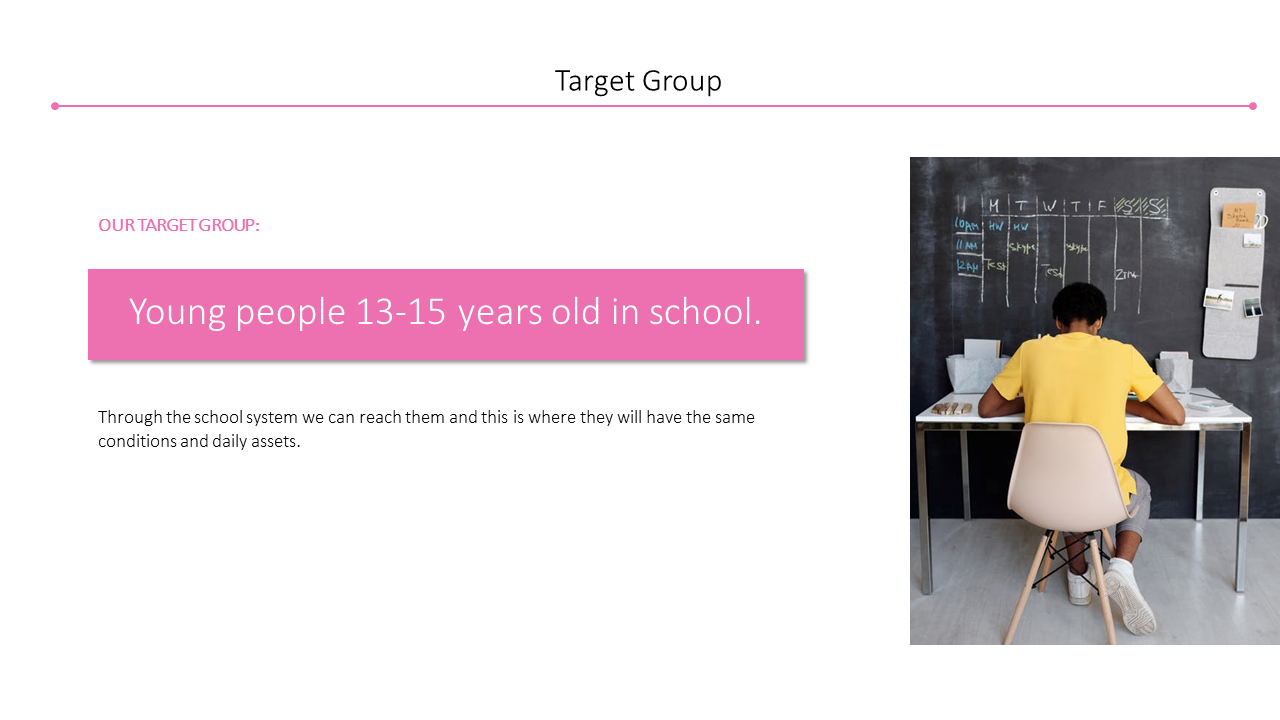 Target Group
OUR TARGET GROUP:
Young people 13-15 years old in school.
Through the school system we can reach them and this is where they will have the same
conditions and daily assets.
M T W T F S S
10AM HW HW
11AM Skype Skype
12AM Test Test